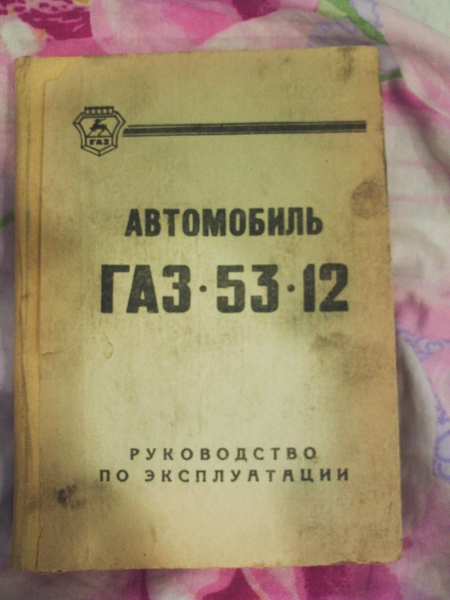 ГАЗ
АВТОМОБИЛЬ
ГАЗ·53·12
РУКОВОДСТВО
ПО ЭКСПЛУАТАЦИИ